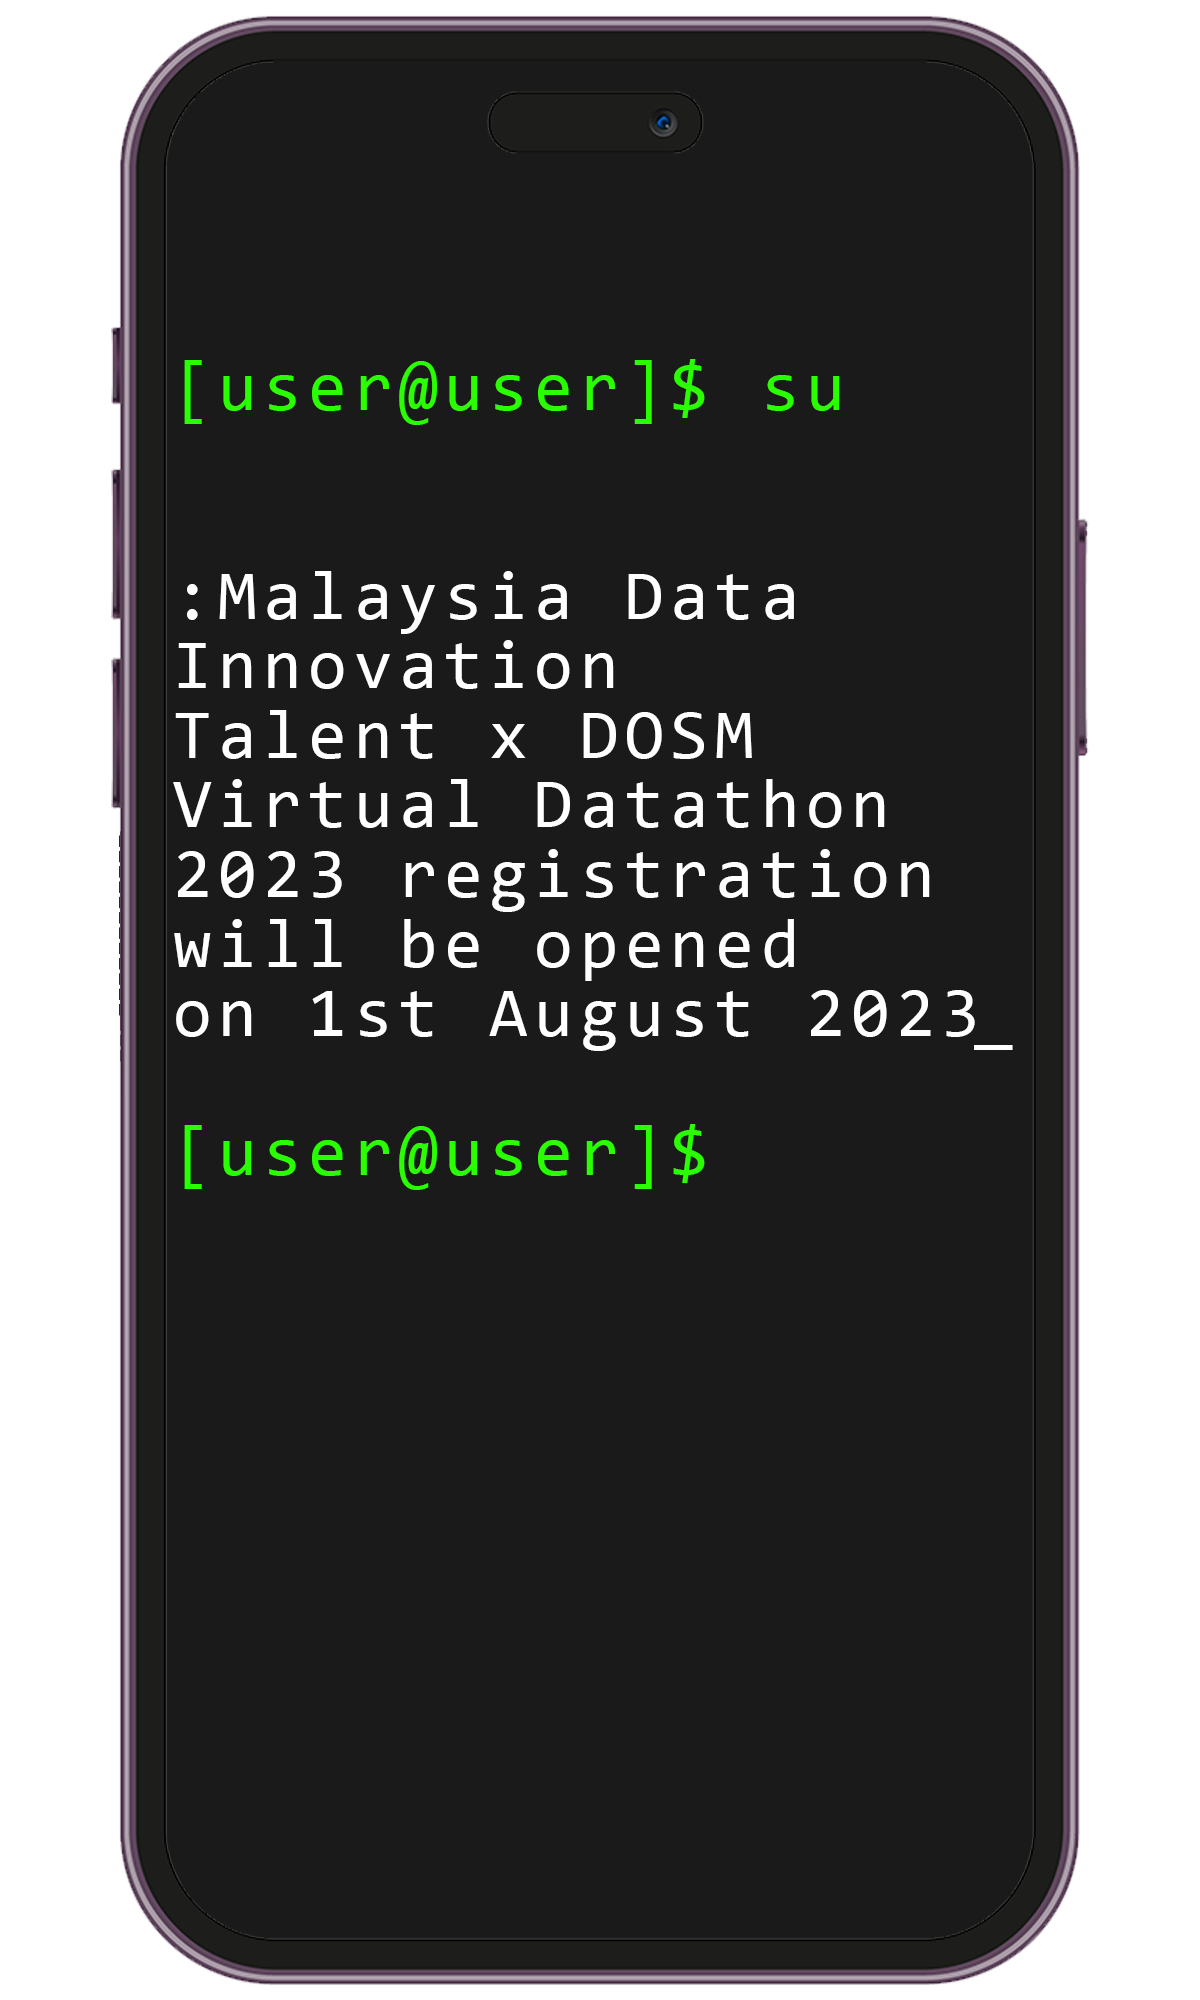 [user@user]$ su
:Malaysia Data
Innovation
Talent x DOSM
Virtual Datathon
2023 registration
will be opened
on 1st August 2023_
[user@user]$